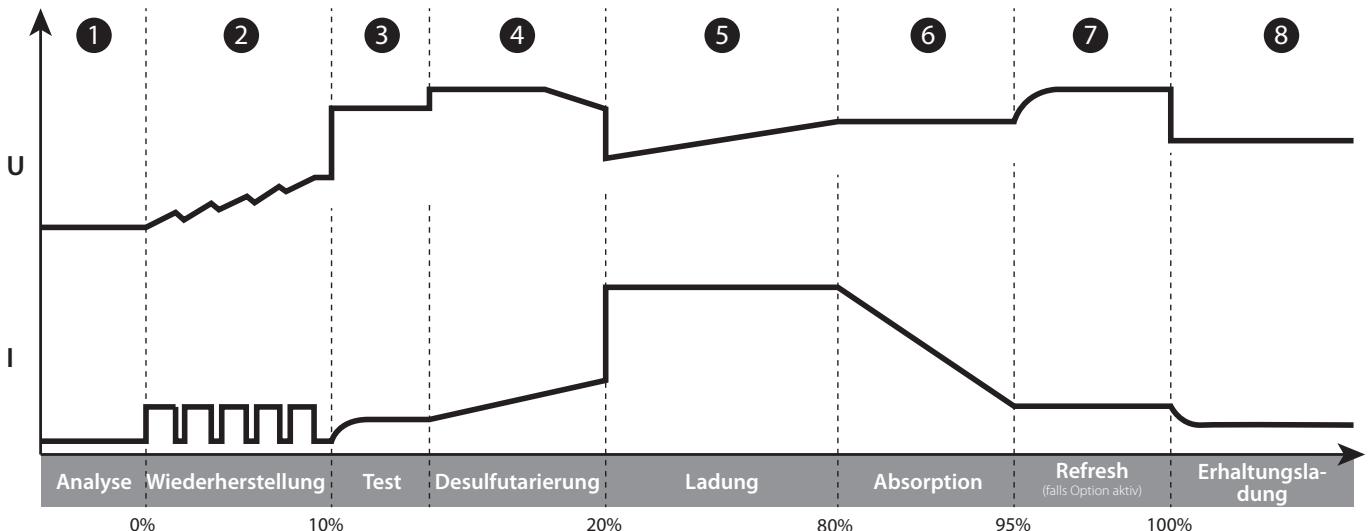 1 2 3 4 5 6 7 8
U
I
Analyse Wiederherstellung Test Desulfutarierung Ladung Absorption Refresh Erhaltungsla-
(falls Option aktiv) dung
0% 10% 20% 80% 95% 100%